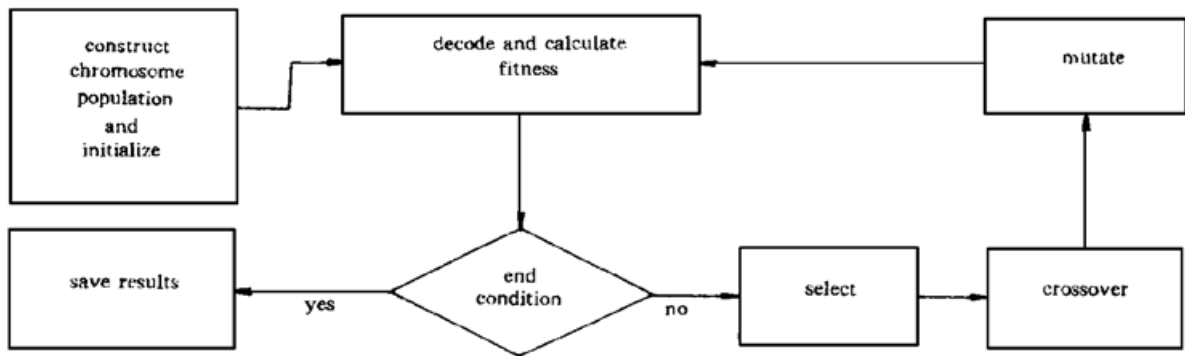 construct
chromosome
population
and
initialize
decode and calculate
fitness
mutate
save results
yes
end
condition
no
select
crossover